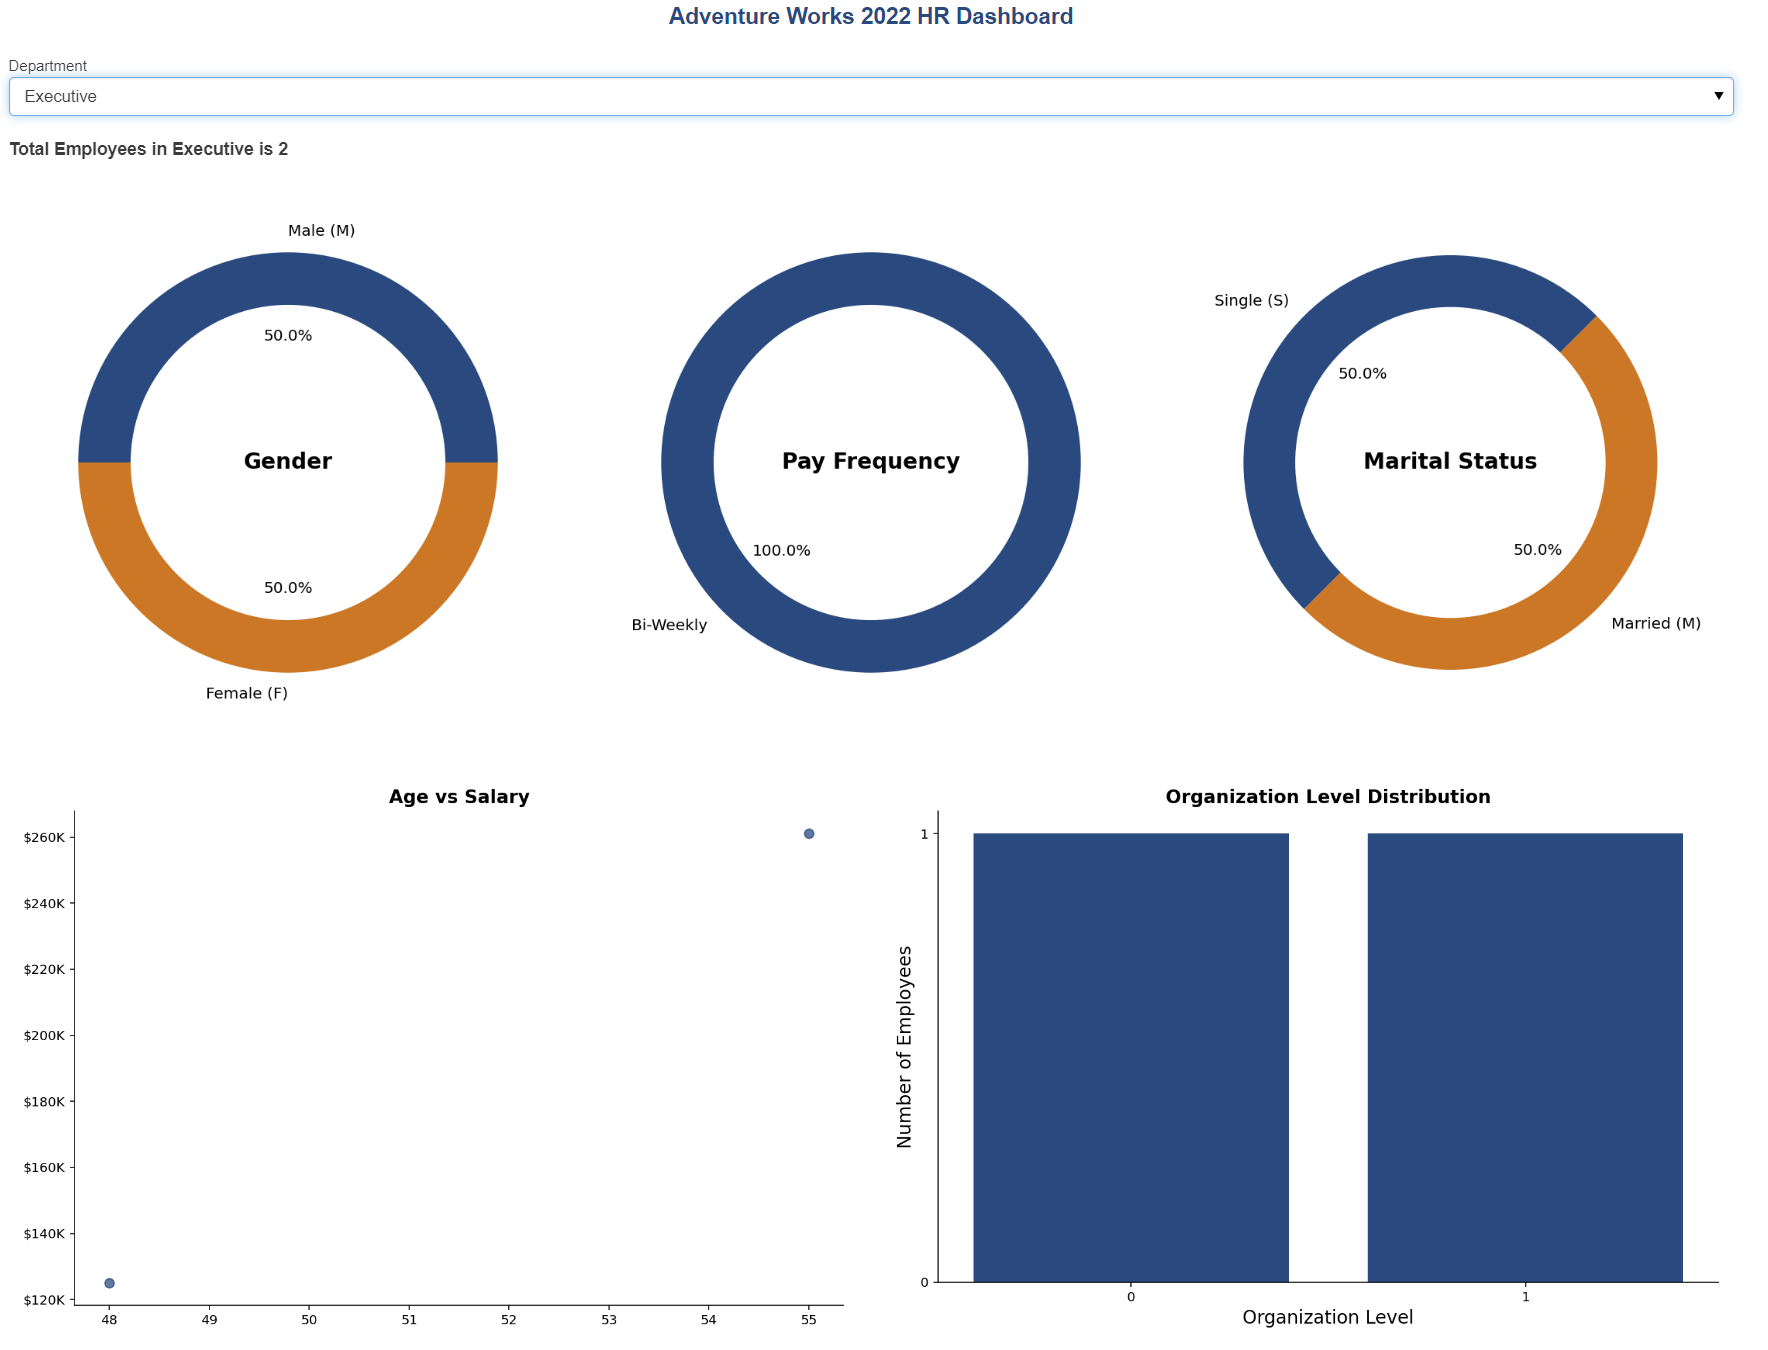 Adventure Works 2022 HR Dashboard
Department
Executive
Total Employees in Executive is 2
Male (M)
50.0%
Gender
50.0%
Female (F)
Pay Frequency
100.0%
Bi-Weekly
Single (S)
50.0%
Marital Status
50.0%
Married (M)
Age vs Salary
$260K
$240K
$220K
$200K
$180K
$160K
$140K
$120K
48 49 50 51 52 53 54 55
Organization Level Distribution
Number of Employees
1
0
0 1
Organization Level